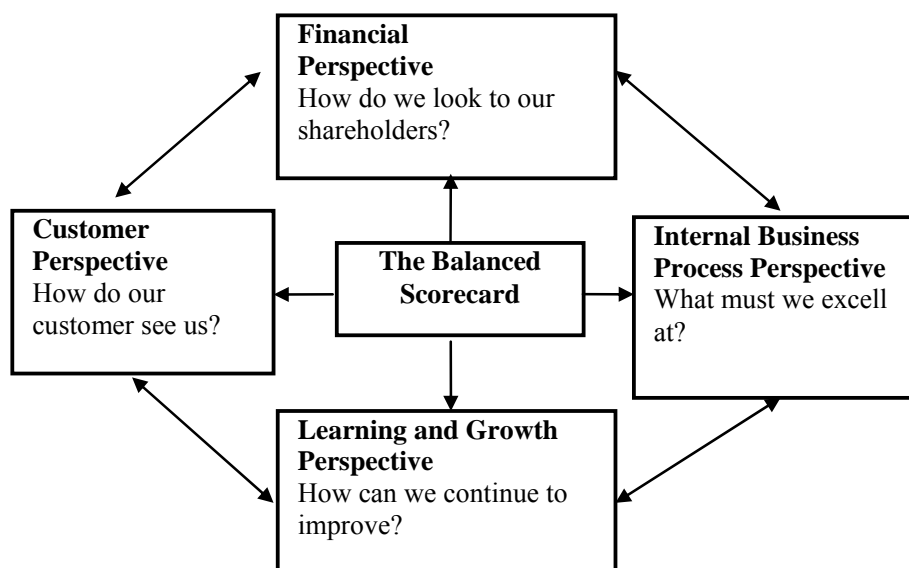 Financial
Perspective
How do we look to our
shareholders?
Customer
Perspective
How do our
customer see us?
The Balanced
Scorecard
Internal Business
Process Perspective
What must we excell
at?
Learning and Growth
Perspective
How can we continue to
improve?